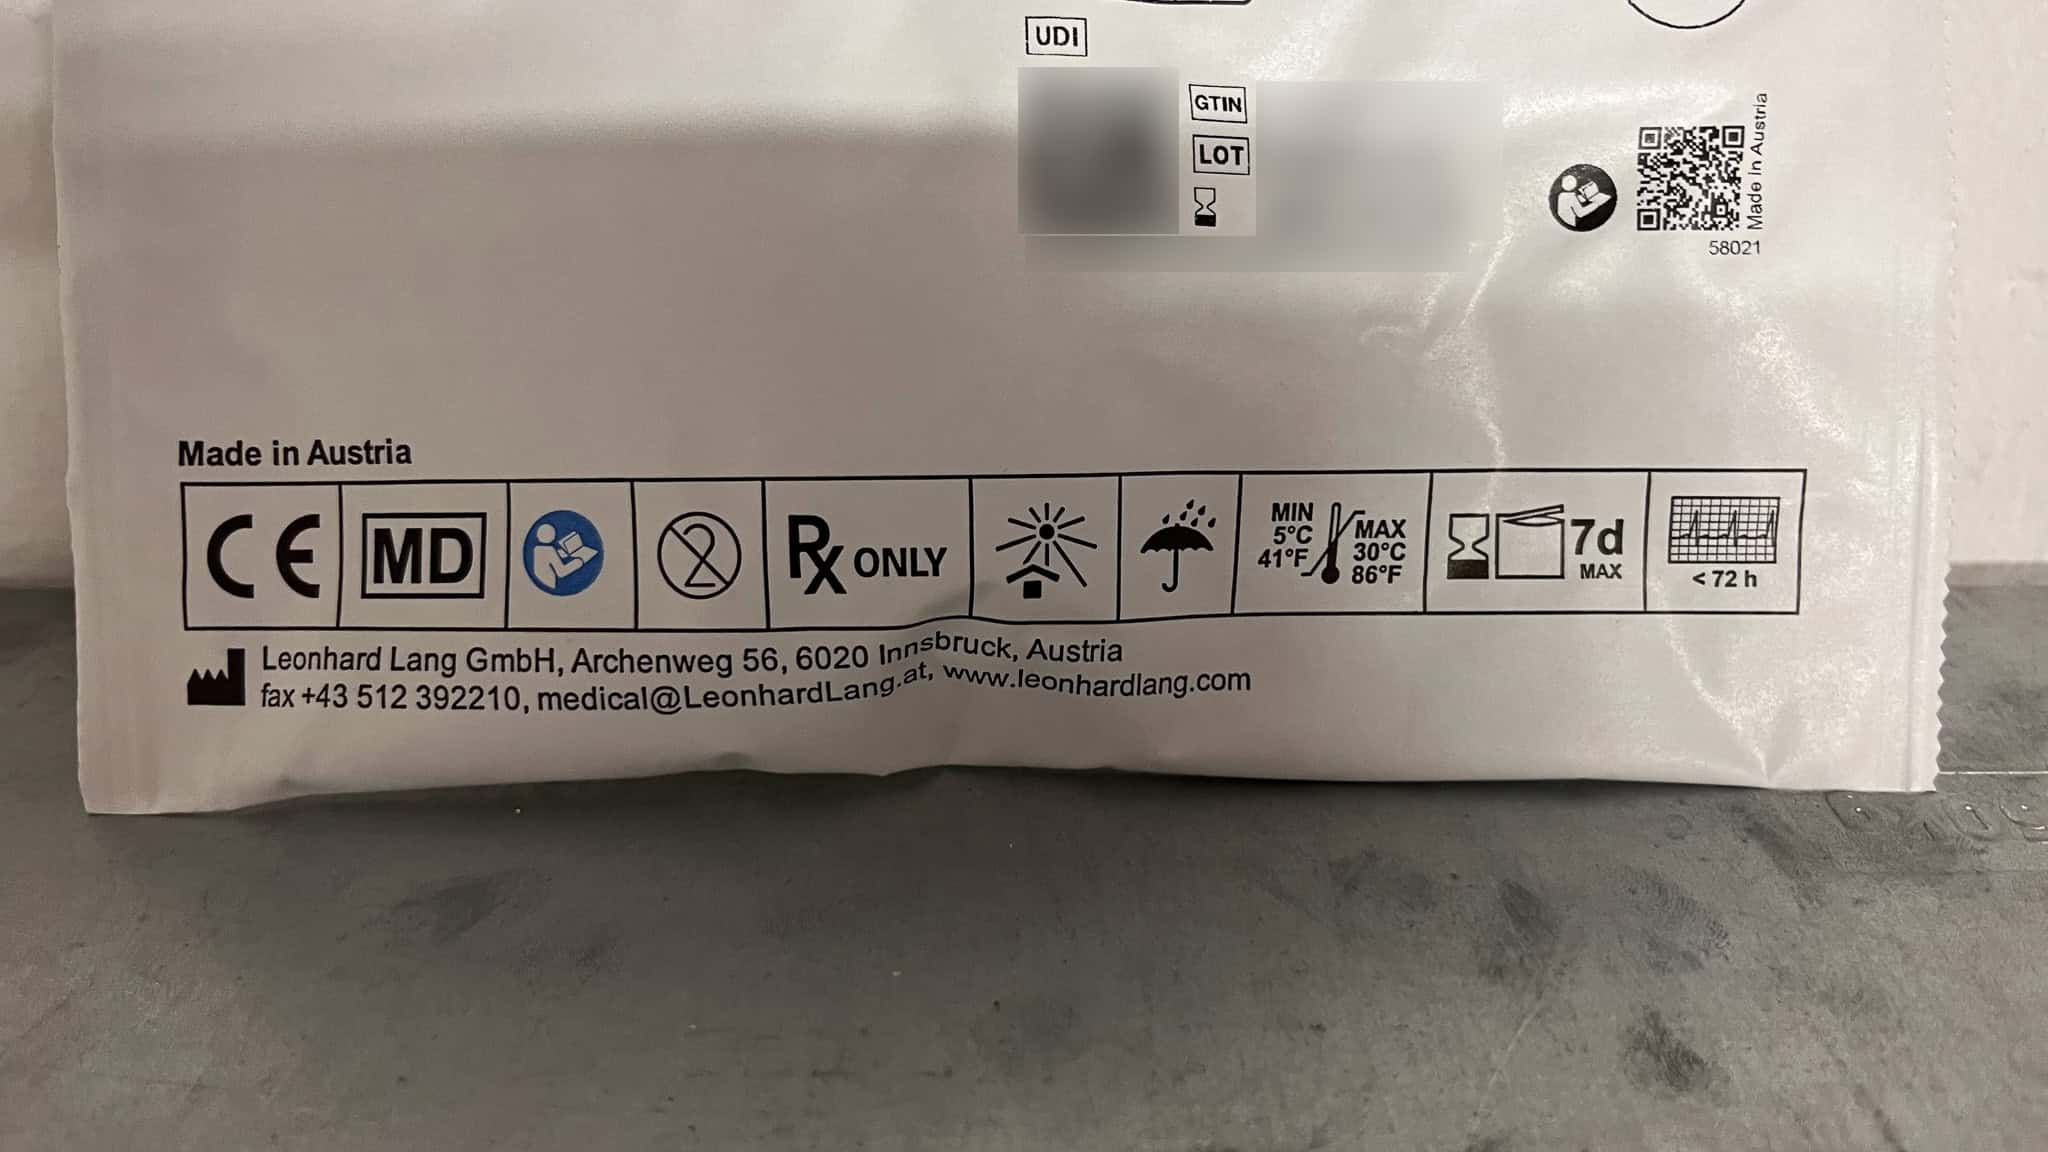 UDI
GTIN
LOT
Made in Austria
58021
Made in Austria
CE MD 2 Rx ONLY MIN 5°C 41°F MAX 30°C 86°F 7d MAX < 72 h
Leonhard Lang GmbH, Archenweg 56, 6020 Innsbruck, Austria
fax +43 512 392210, medical@LeonhardLang.at, www.leonhardlang.com